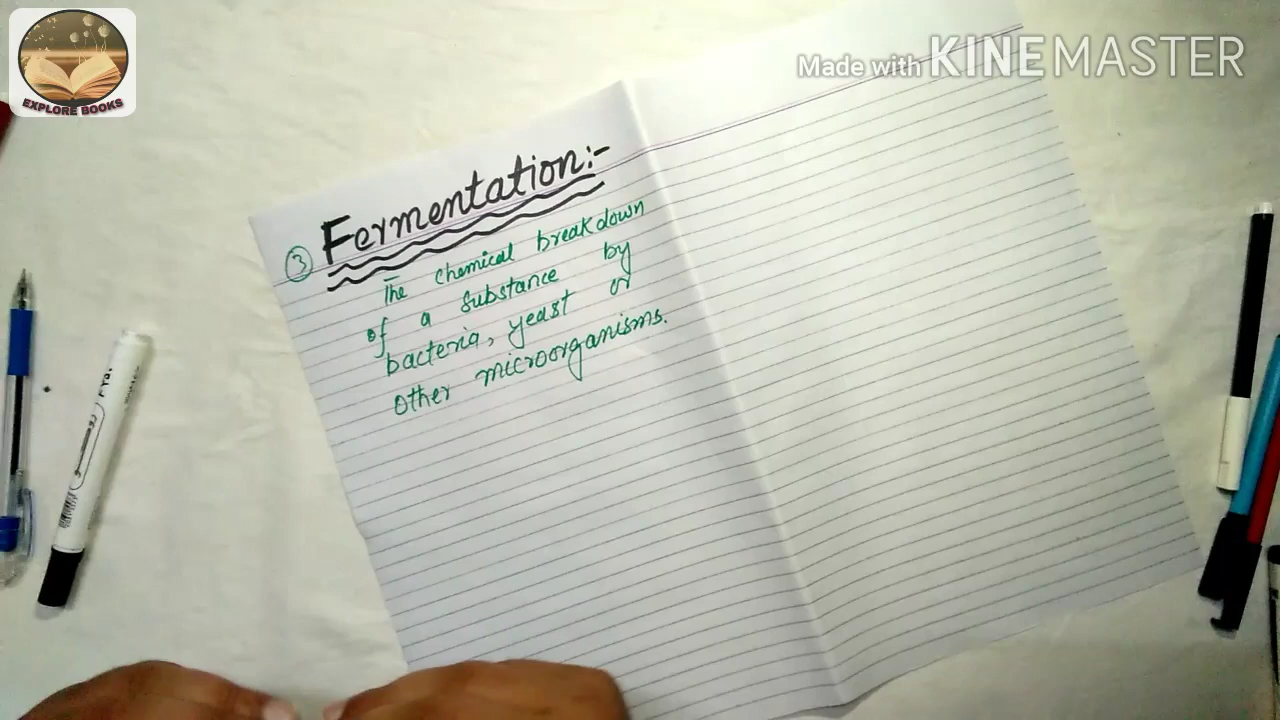 EXPLORE BOOKS
Made with KINEMASTER
Fermentation:-
3
The chemical breakdown
of a substance by
bacteria, yeast or
other microorganisms.